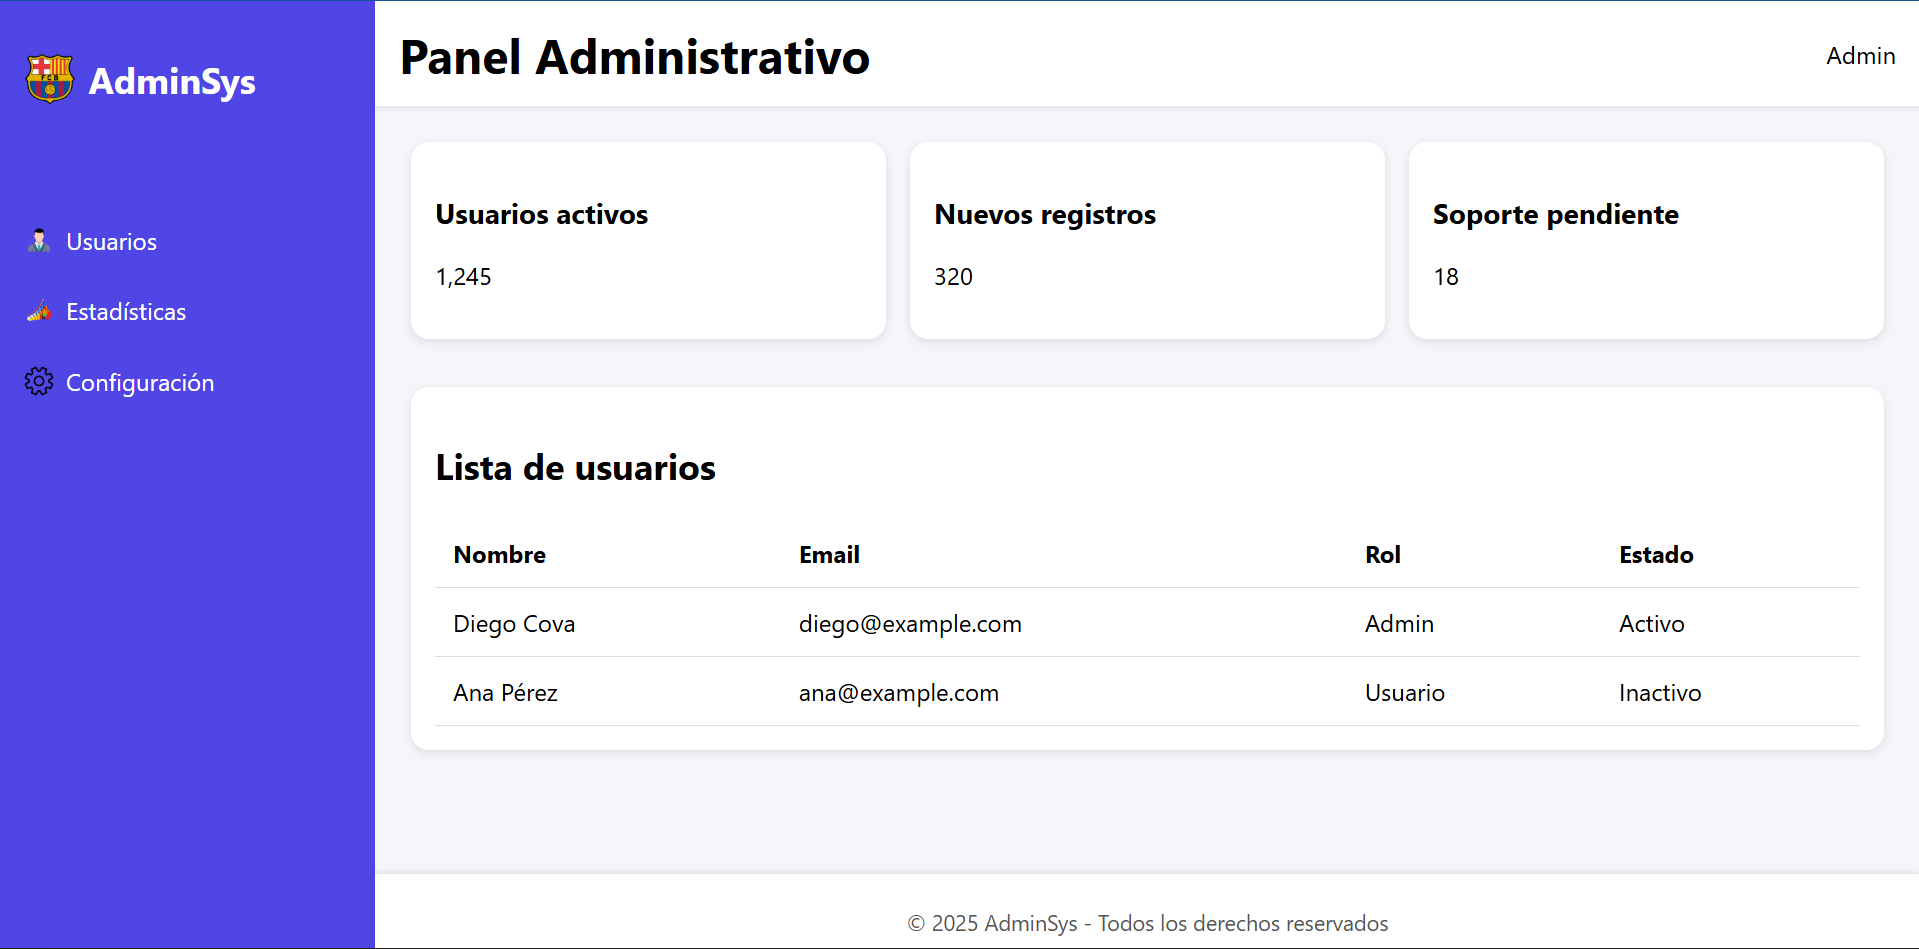 FCB
AdminSys
Usuarios
Estadísticas
Configuración
Panel Administrativo
Admin
Usuarios activos
1,245
Nuevos registros
320
Soporte pendiente
18
Lista de usuarios
Nombre Email Rol Estado
Diego Cova diego@example.com Admin Activo
Ana Pérez ana@example.com Usuario Inactivo
© 2025 AdminSys - Todos los derechos reservados